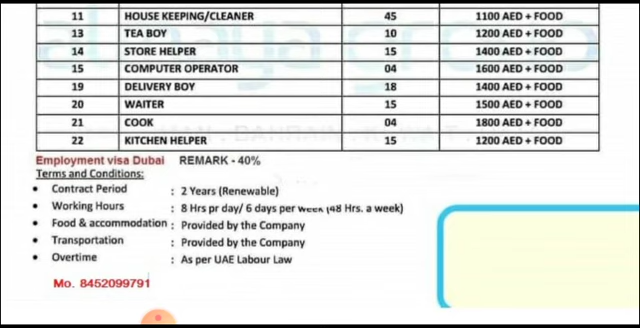 11 HOUSE KEEPING/CLEANER 45 1100 AED + FOOD
13 TEA BOY 10 1200 AED + FOOD
14 STORE HELPER 15 1400 AED + FOOD
15 COMPUTER OPERATOR 04 1600 AED + FOOD
19 DELIVERY BOY 18 1400 AED + FOOD
20 WAITER 15 1500 AED + FOOD
21 COOK 04 1800 AED + FOOD
22 KITCHEN HELPER 15 1200 AED + FOOD
Employment visa Dubai REMARK - 40%
Terms and Conditions:
• Contract Period : 2 Years (Renewable)
• Working Hours : 8 Hrs pr day/ 6 days per week (48 Hrs. a week)
• Food & accommodation : Provided by the Company
• Transportation : Provided by the Company
• Overtime : As per UAE Labour Law
Mo. 8452099791